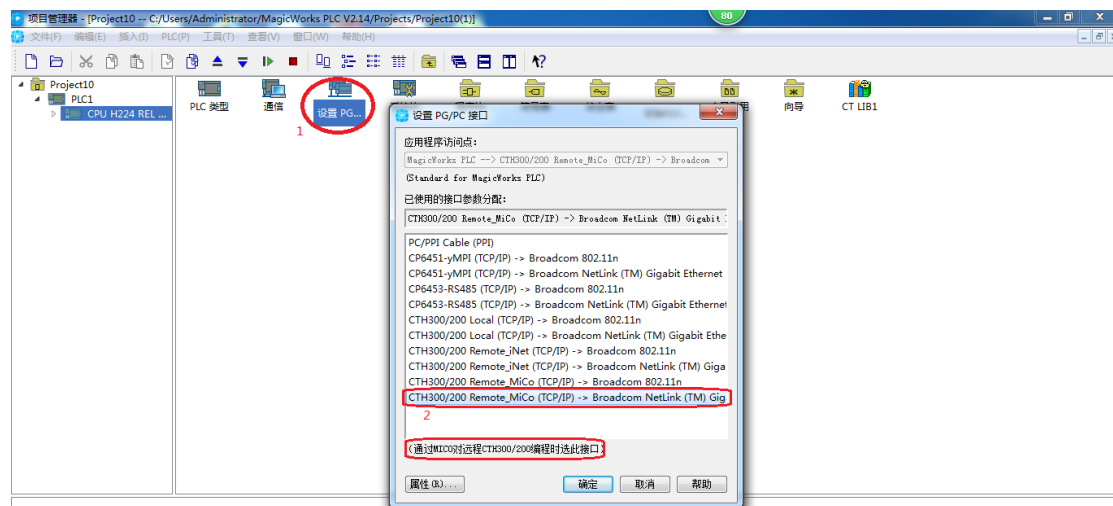 项目管理器 - [Project10 -- C:/Users/Administrator/MagicWorks PLC V2.14/Projects/Project10(1)]
80
文件(F) 编辑(E) 插入(I) PLC(P) 工具(T) 查看(V) 窗口(W) 帮助(H)
Project10
PLC1
CPU H224 REL ...
PLC 类型
通信
设置 PG...
向导
CT LIB1
1
设置 PG/PC 接口
应用程序访问点:
MagicWorks PLC --> CTH300/200 Remote_MiCo (TCP/IP) -> Broadcom
(Standard for MagicWorks PLC)
已使用的接口参数分配:
CTH300/200 Remote_MiCo (TCP/IP) -> Broadcom NetLink (TM) Gigabit
PC/PPI Cable (PPI)
CP6451-yMPI (TCP/IP) -> Broadcom 802.11n
CP6451-yMPI (TCP/IP) -> Broadcom NetLink (TM) Gigabit Ethernet
CP6453-RS485 (TCP/IP) -> Broadcom 802.11n
CP6453-RS485 (TCP/IP) -> Broadcom NetLink (TM) Gigabit Ethernet
CTH300/200 Local (TCP/IP) -> Broadcom 802.11n
CTH300/200 Local (TCP/IP) -> Broadcom NetLink (TM) Gigabit Ethe
CTH300/200 Remote_iNet (TCP/IP) -> Broadcom 802.11n
CTH300/200 Remote_iNet (TCP/IP) -> Broadcom NetLink (TM) Giga
CTH300/200 Remote_MiCo (TCP/IP) -> Broadcom 802.11n
CTH300/200 Remote_MiCo (TCP/IP) -> Broadcom NetLink (TM) Gig
2
(通过MICO对远程CTH300/200编程时选此接口)
属性(R)...
确定
取消
帮助